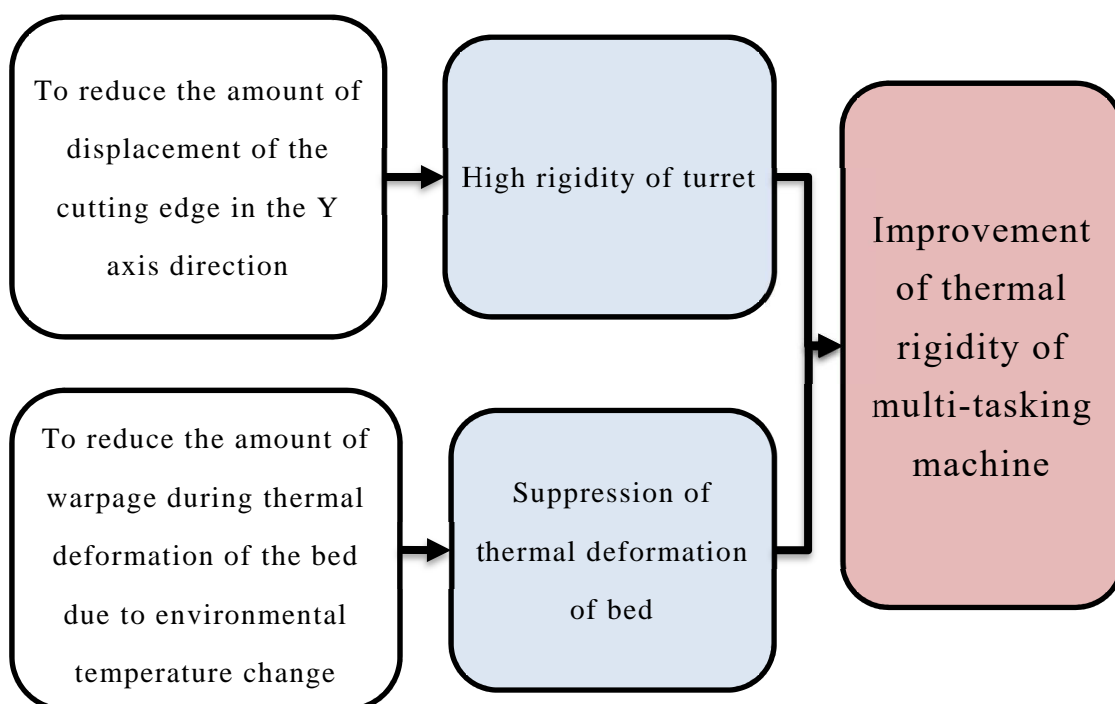 To reduce the amount of
displacement of the
cutting edge in the Y
axis direction
High rigidity of turret
To reduce the amount of
warpage during thermal
deformation of the bed
due to environmental
temperature change
Suppression of
thermal deformation
of bed
Improvement
of thermal
rigidity of
multi-tasking
machine